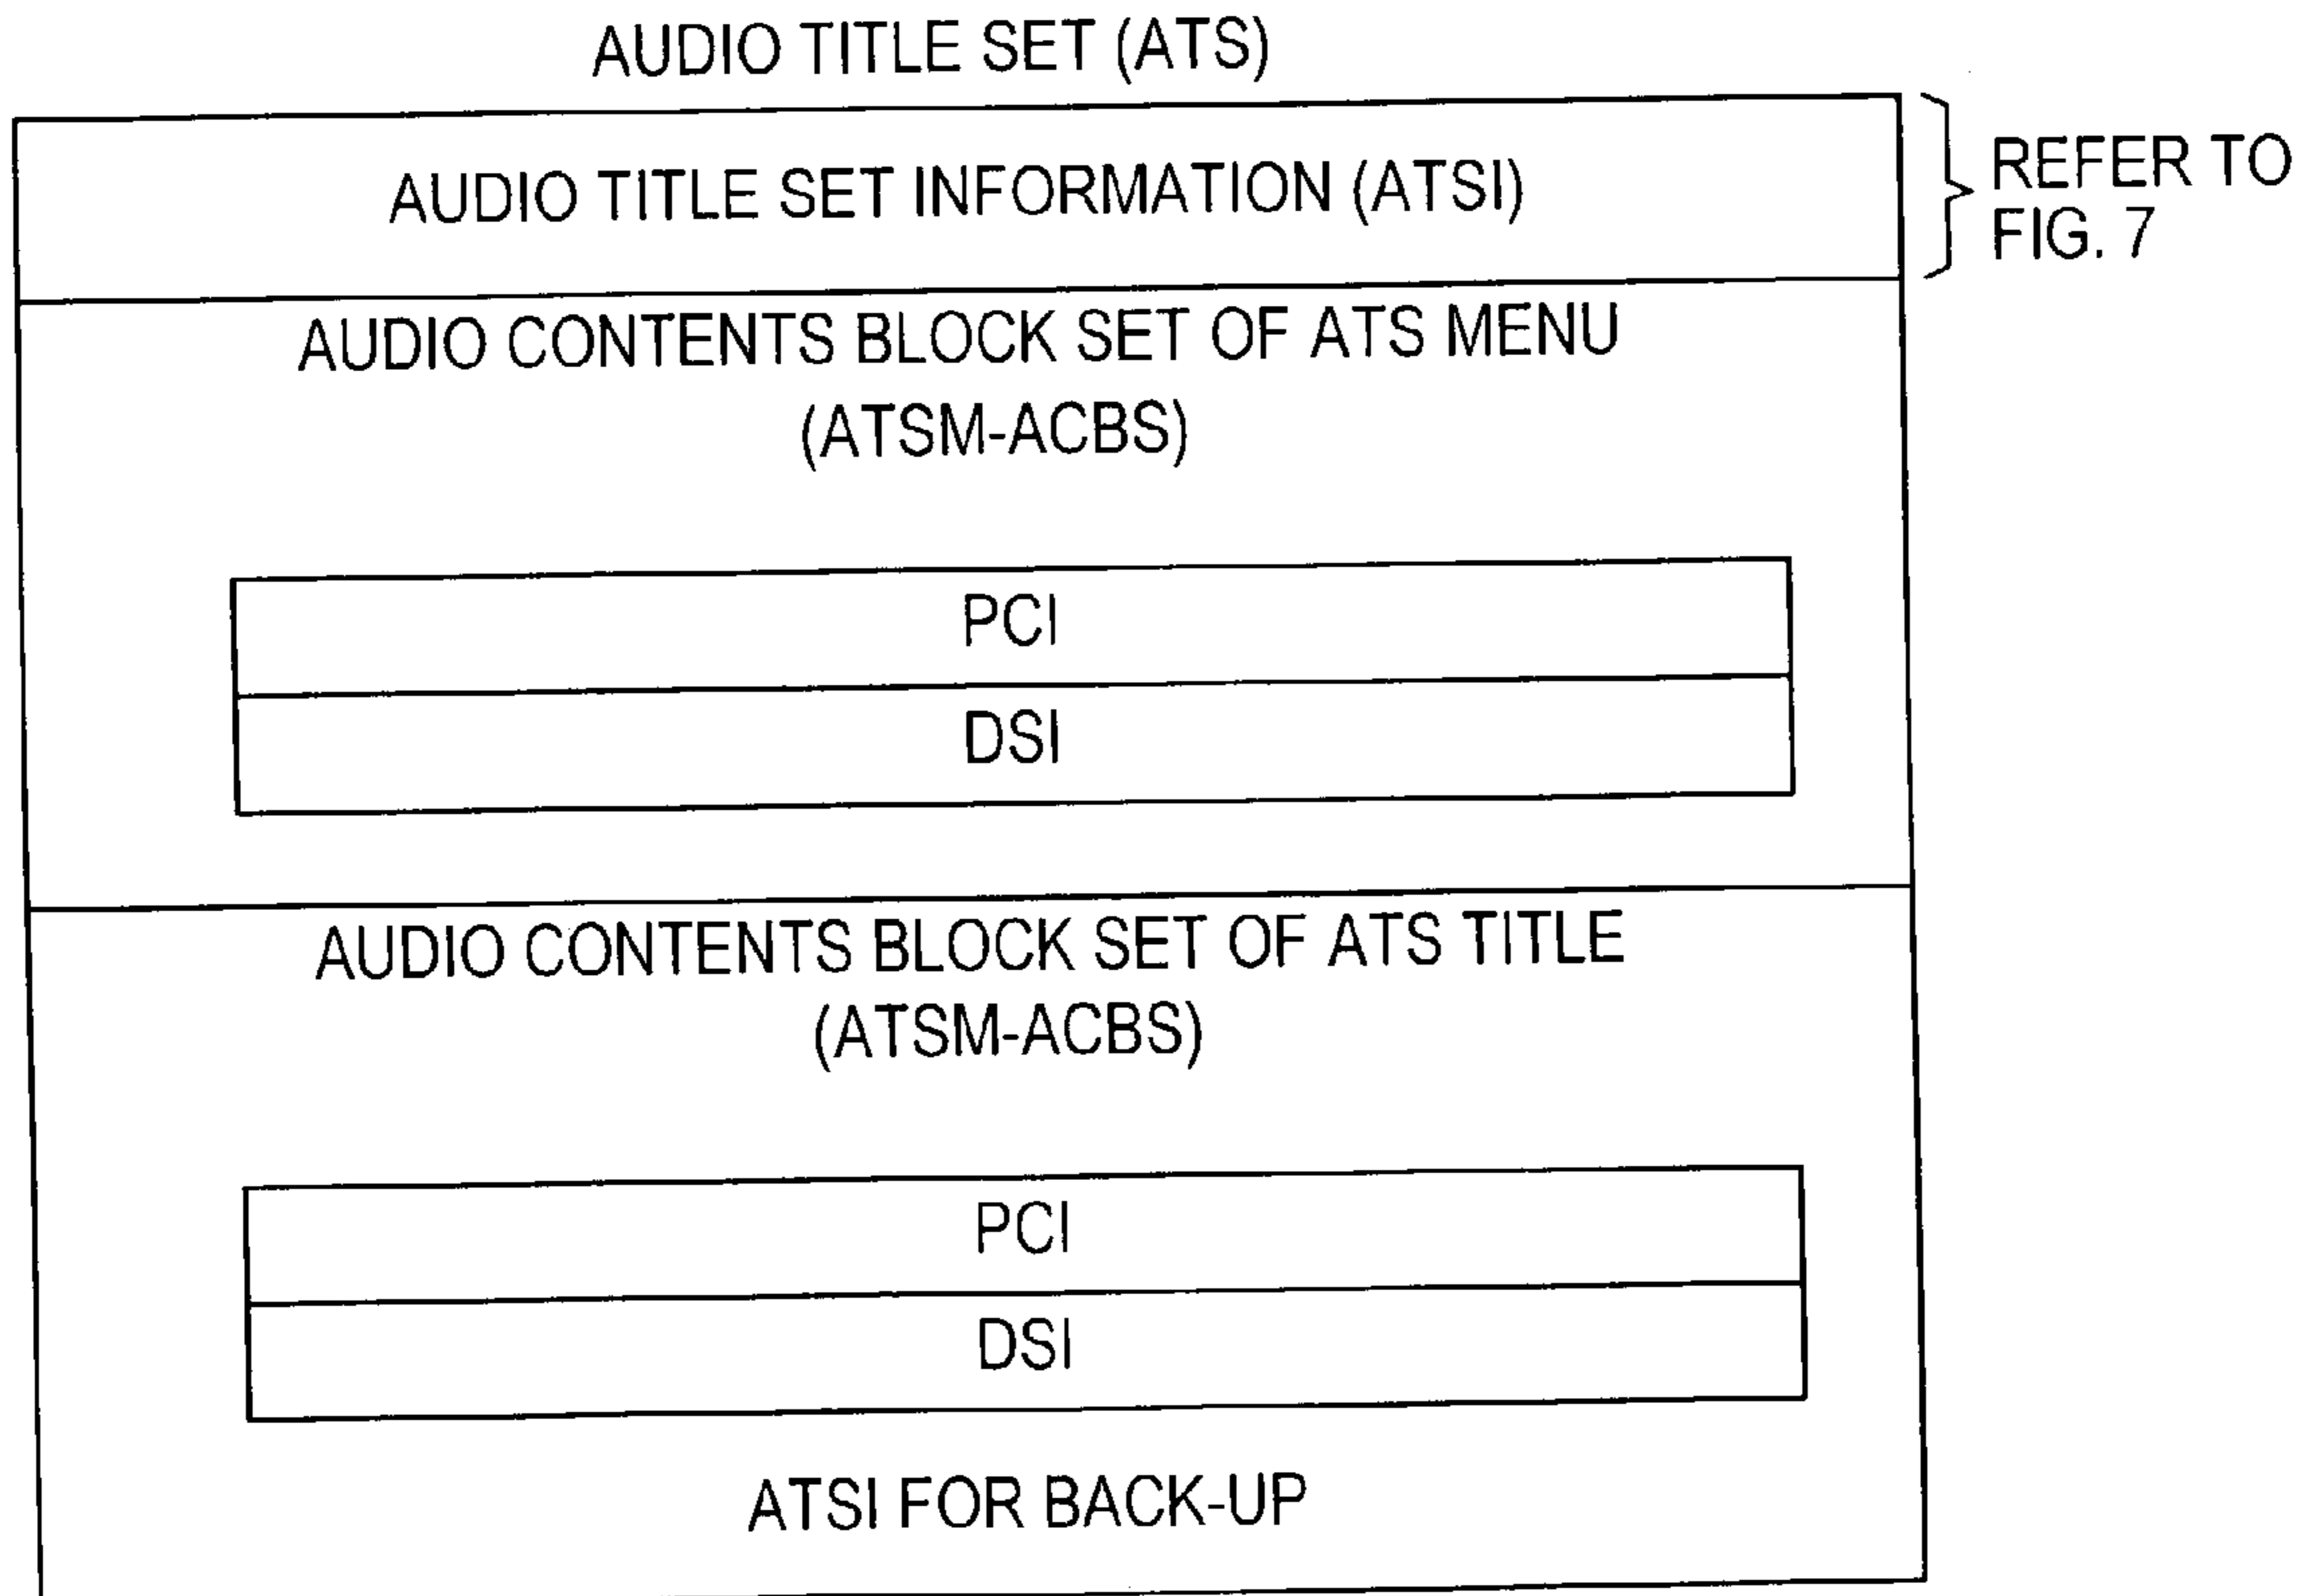 AUDIO TITLE SET (ATS)
AUDIO TITLE SET INFORMATION (ATSI)
REFER TO
FIG. 7
AUDIO CONTENTS BLOCK SET OF ATS MENU
(ATSM-ACBS)
PCI
DSI
AUDIO CONTENTS BLOCK SET OF ATS TITLE
(ATSM-ACBS)
PCI
DSI
ATSI FOR BACK-UP